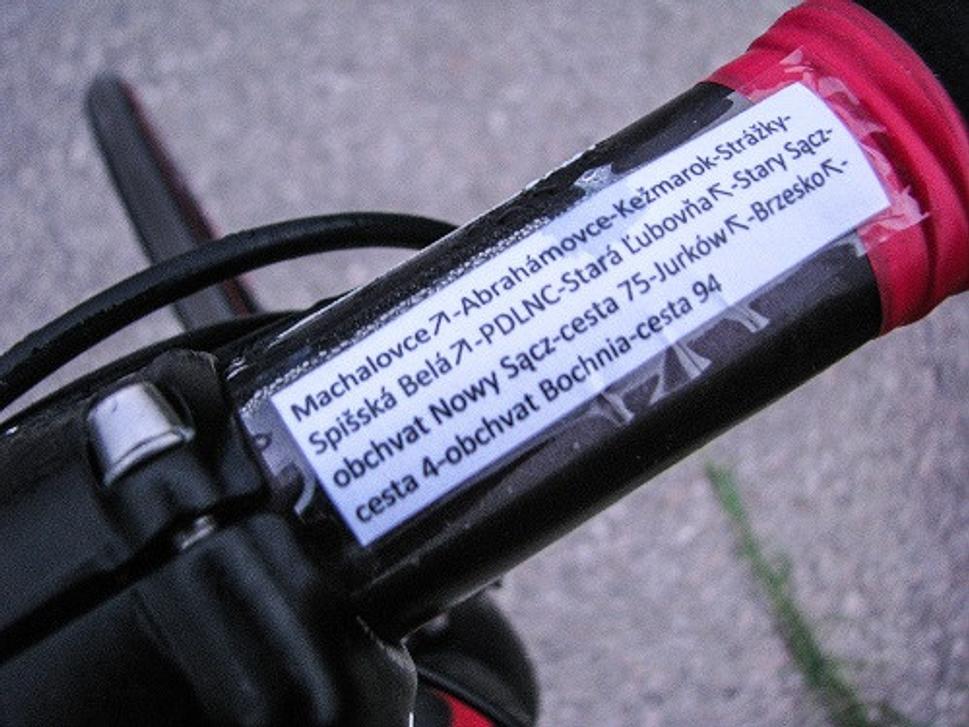 Machalovce↗-Abrahámovce-Kežmarok-Strážky-
Spišská Belá↗-PDLNC-Stará Ľubovňa↖-Stary Sącz-
obchvat Nowy Sącz-cesta 75-Jurków↖-Brzesko↖-
cesta 4-obchvat Bochnia-cesta 94